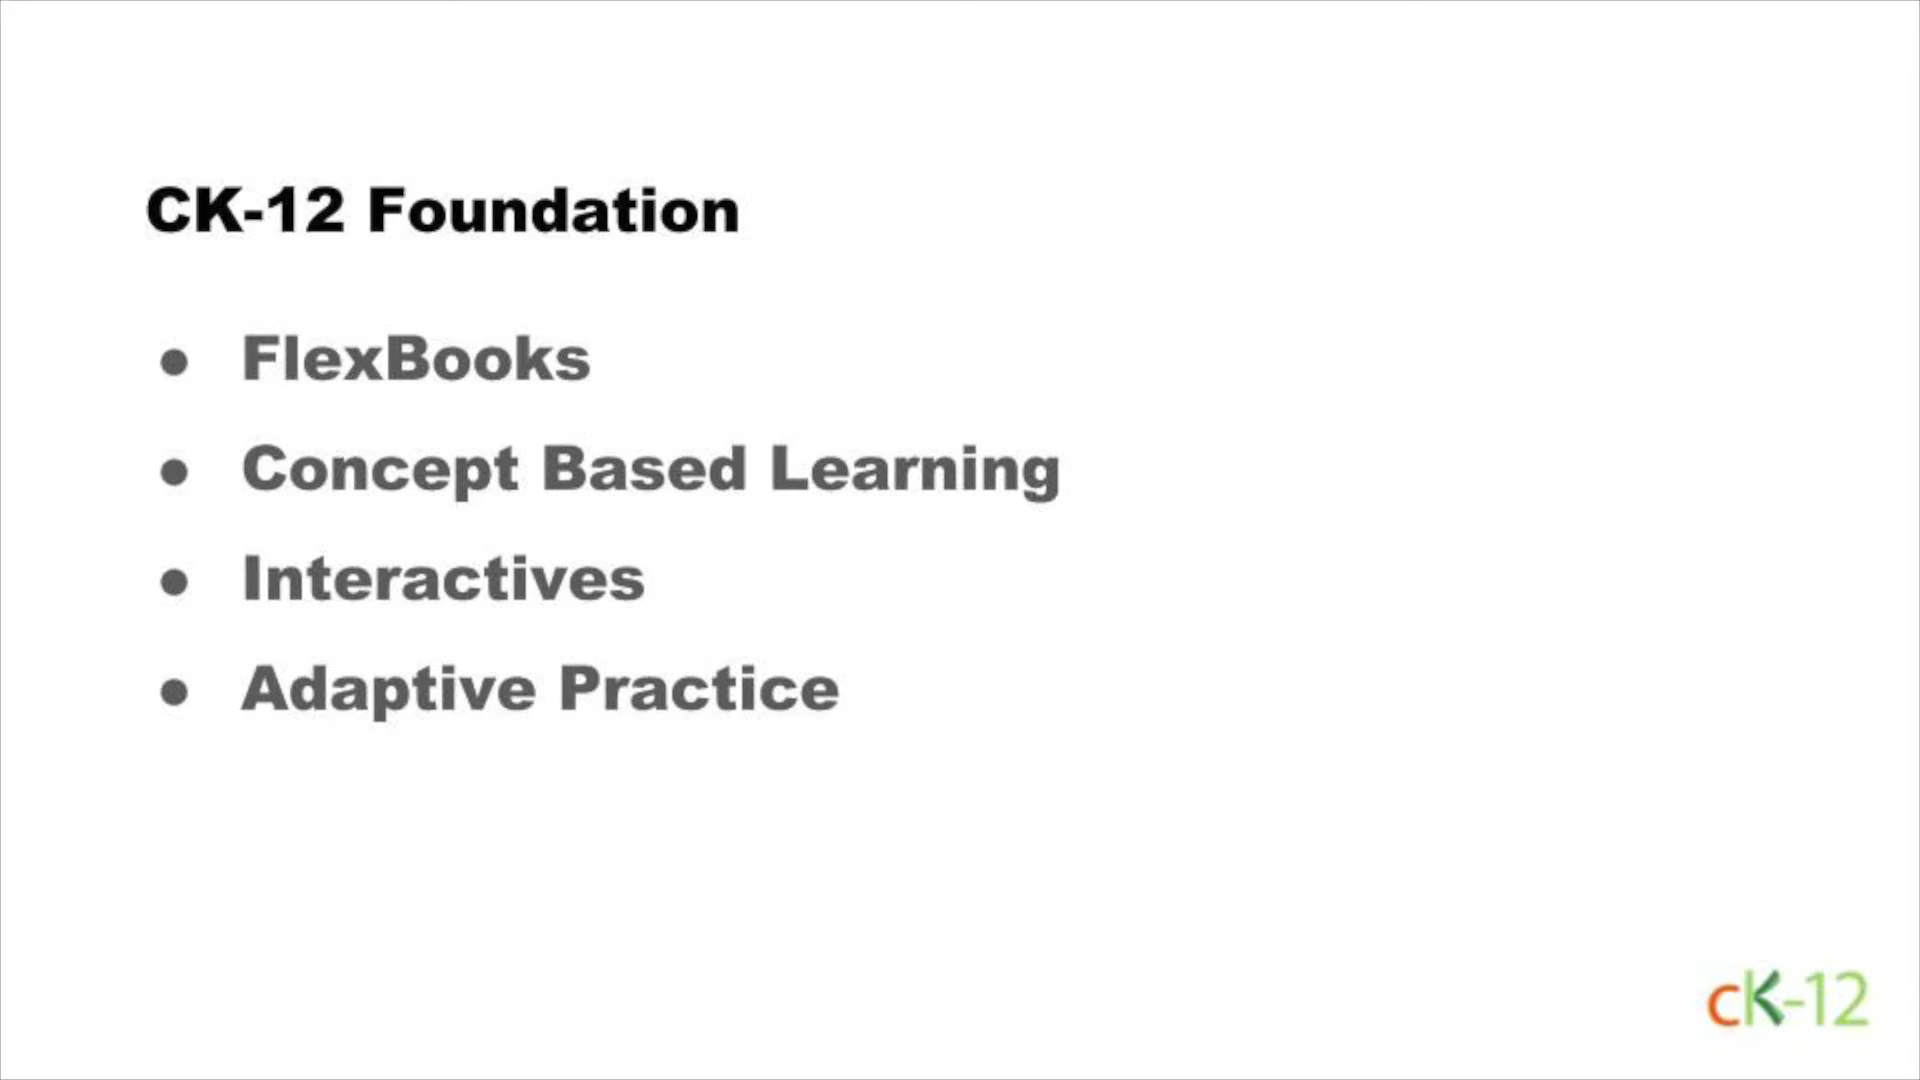 CK-12 Foundation
● FlexBooks
● Concept Based Learning
● Interactives
● Adaptive Practice
cK-12